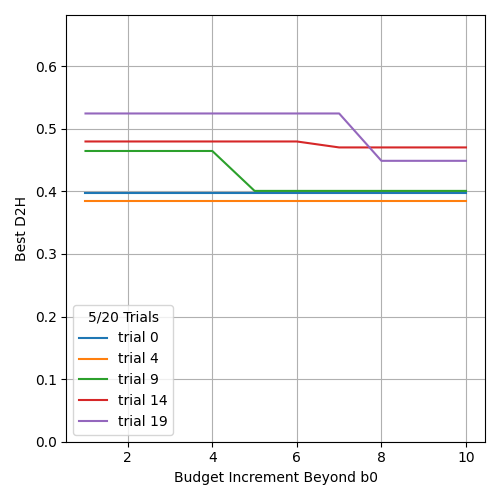 0.6
0.5
0.4
0.3
0.2
0.1
0.0
Best D2H
5/20 Trials
trial 0
trial 4
trial 9
trial 14
trial 19
2 4 6 8 10
Budget Increment Beyond b0